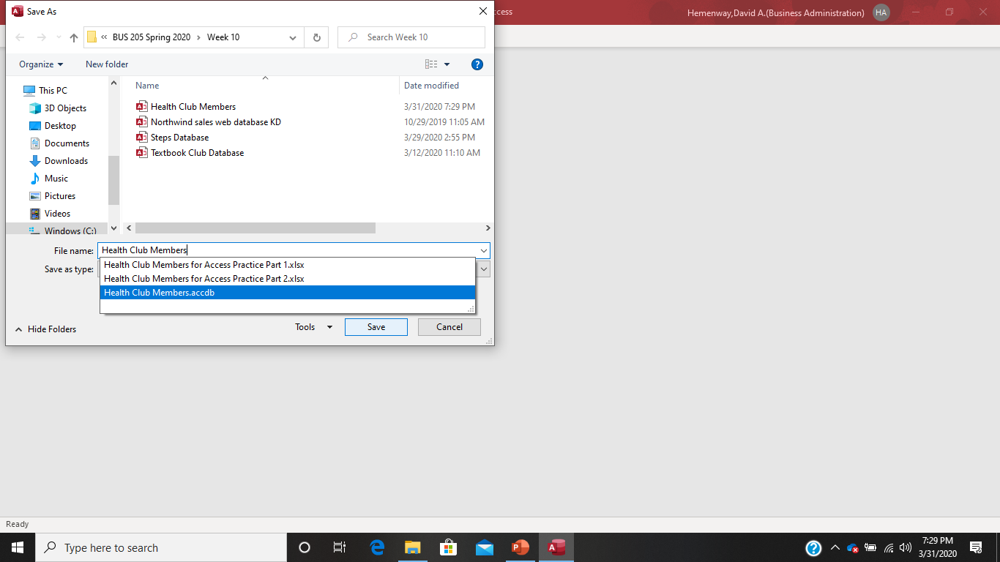 Save As
ccess
Hemenway,David A.(Business Administration)
HA
« BUS 205 Spring 2020 › Week 10
Search Week 10
Organize
New folder
?
This PC
3D Objects
Desktop
Documents
Downloads
Music
Pictures
Videos
Windows (C:)
Name Date modified
Health Club Members 3/31/2020 7:29 PM
Northwind sales web database KD 10/29/2019 11:05 AM
Steps Database 3/29/2020 2:55 PM
Textbook Club Database 3/12/2020 11:10 AM
File name: Health Club Members
Save as type:
Health Club Members for Access Practice Part 1.xlsx
Health Club Members for Access Practice Part 2.xlsx
Health Club Members.accdb
Hide Folders
Tools
Save
Cancel
Ready
Type here to search
7:29 PM
3/31/2020